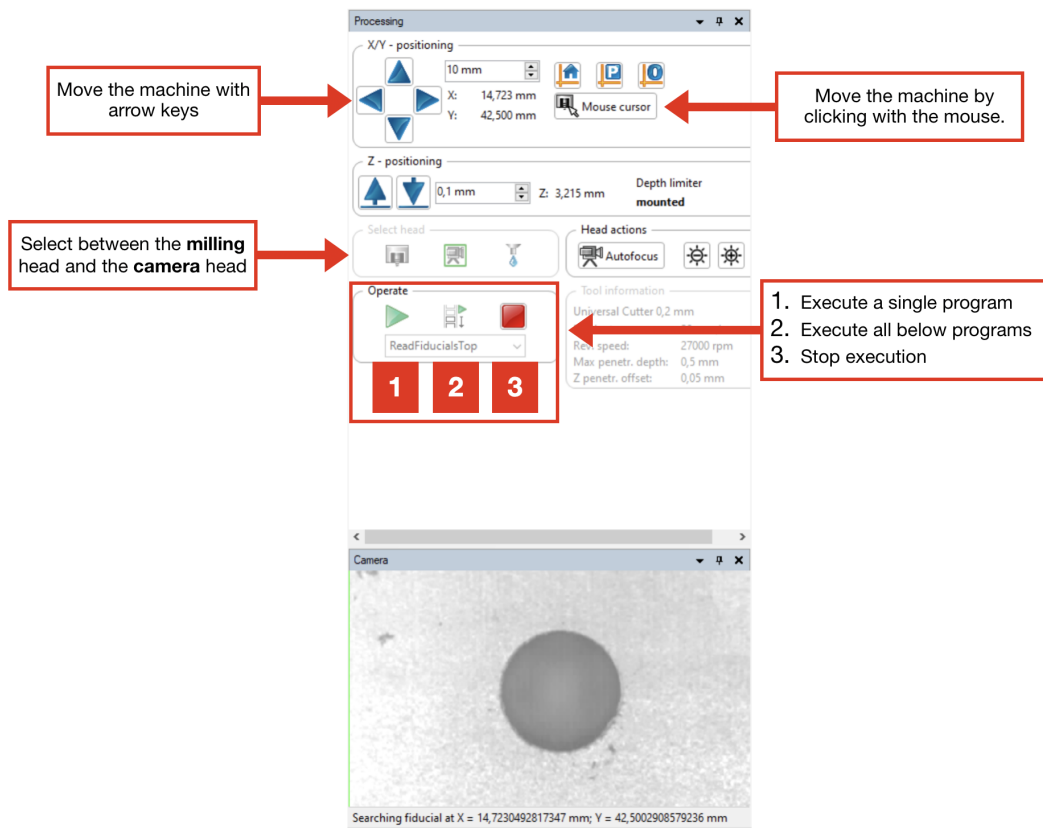 Processing
X/Y - positioning
10 mm
X: 14,723 mm
Y: 42,500 mm
P
0
Mouse cursor
Move the machine with
arrow keys
Move the machine by
clicking with the mouse.
Z - positioning
0,1 mm
Z: 3,215 mm
Depth limiter
mounted
Select between the milling
head and the camera head
Select head
Head actions
Autofocus
Operate
ReadFiducialsTop
1
2
3
Tool information
Universal Cutter 0,2 mm
Rev. speed: 27000 rpm
Max penetr. depth: 0,5 mm
Z penetr. offset: 0,05 mm
1. Execute a single program
2. Execute all below programs
3. Stop execution
Camera
Searching fiducial at X = 14,7230492817347 mm; Y = 42,5002908579236 mm